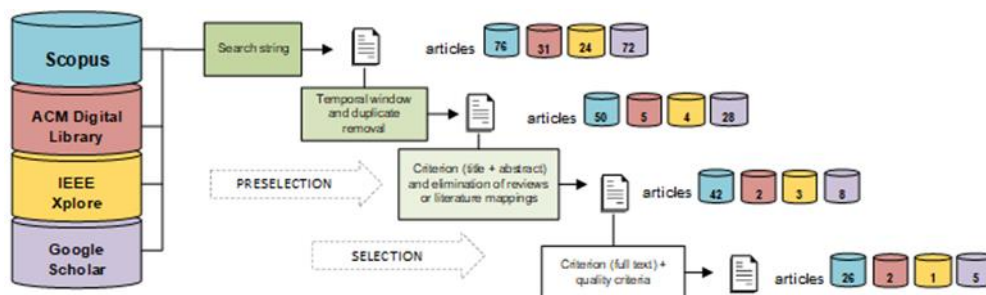 Scopus
ACM Digital
Library
IEEE
Xplore
Google
Scholar
Search string
articles 76 31 24 72
Temporal window
and duplicate
removal
articles 50 5 4 28
PRESELECTION
Criterion (title + abstract)
and elimination of reviews
or literature mappings
articles 42 2 3 8
SELECTION
Criterion (full text) +
quality criteria
articles 26 2 1 5